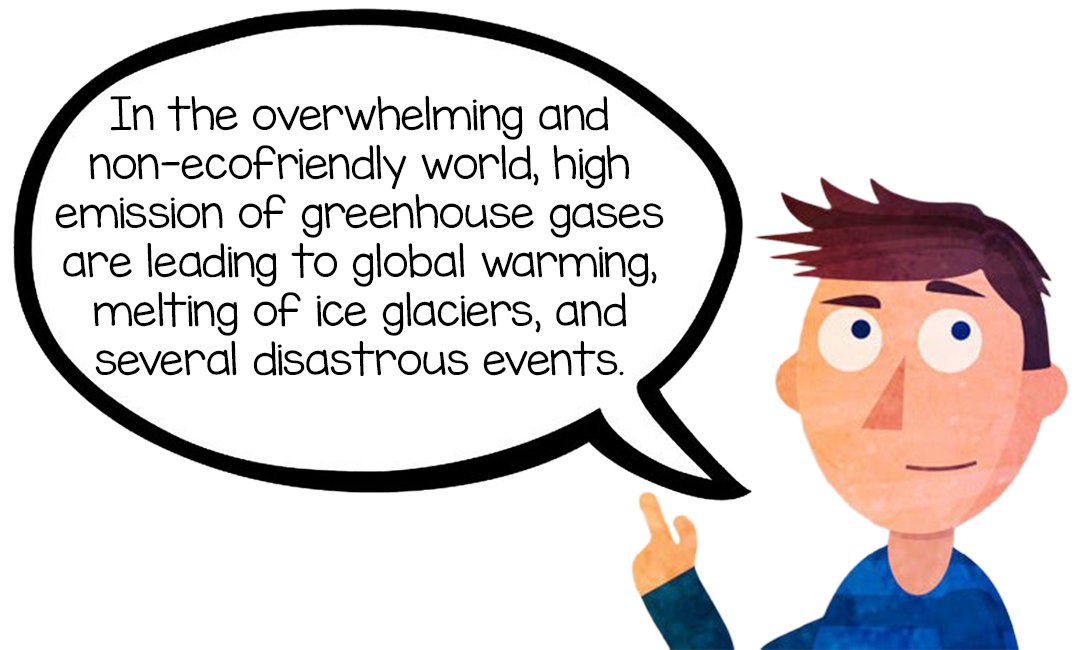 In the overwhelming and
non-ecofriendly world, high
emission of greenhouse gases
are leading to global warming,
melting of ice glaciers, and
several disastrous events.